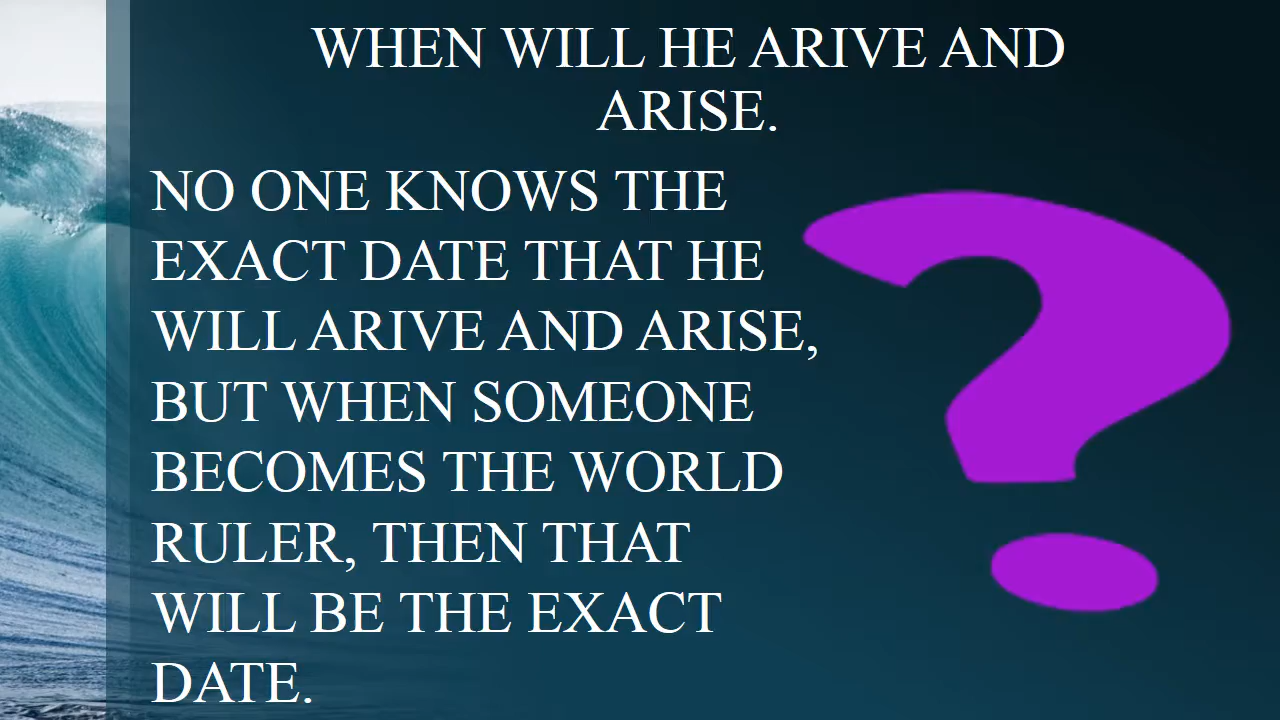 WHEN WILL HE ARIVE AND
ARISE.
NO ONE KNOWS THE
EXACT DATE THAT HE
WILL ARIVE AND ARISE,
BUT WHEN SOMEONE
BECOMES THE WORLD
RULER, THEN THAT
WILL BE THE EXACT
DATE.
?